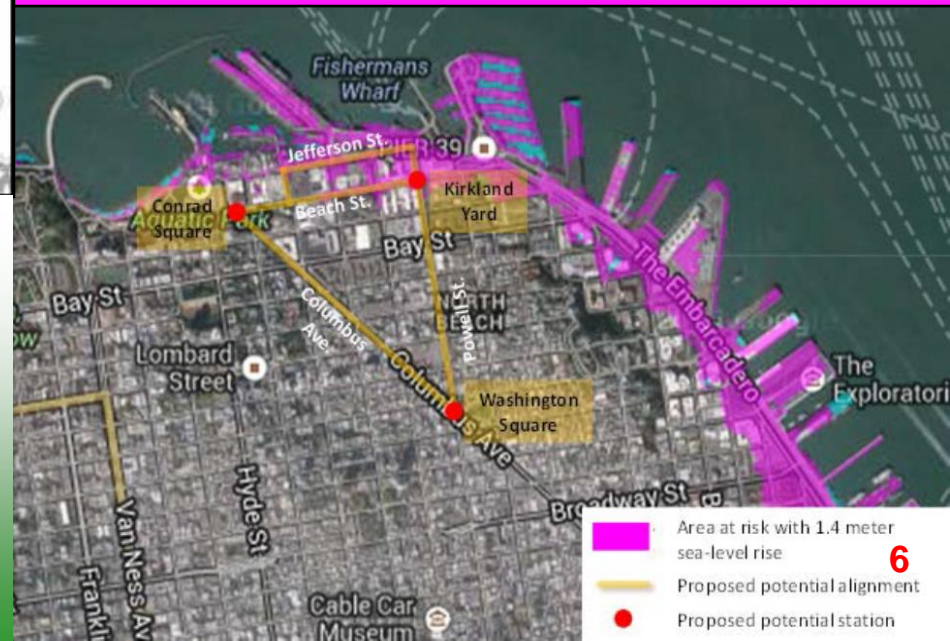 Fishermans
Wharf
Jefferson St.
PIER 39
Conrad
Square
Aquatic Park
Beach St.
Kirkland
Yard
Bay St
Bay St
The Embarcadero
Columbus
Ave.
NORTH
BEACH
Powell St.
Lombard
Street
Columbus Ave
Washington
Square
The
Exploratori
Hyde St
Van Ness Av
Broadway St
B
Frankli
Cable Car
Museum
ow
Area at risk with 1.4 meter
sea-level rise
6
Proposed potential alignment
Proposed potential station